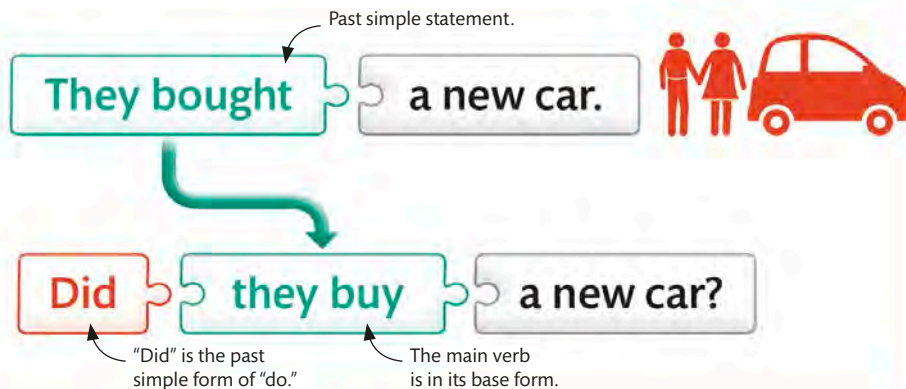 Past simple statement.
They bought a new car.
Did they buy a new car?
"Did" is the past
simple form of "do."
The main verb
is in its base form.